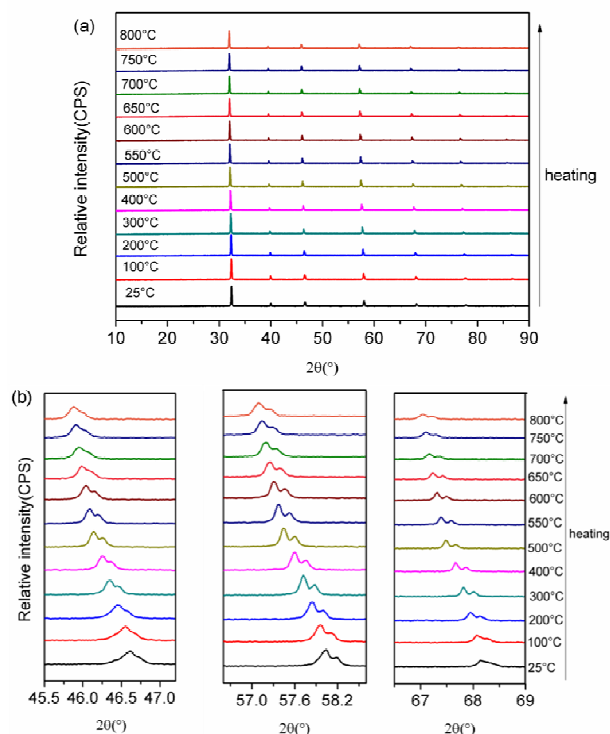 (a)
Relative intensity(CPS)
800°C
750°C
700°C
650°C
600°C
550°C
500°C
400°C
300°C
200°C
100°C
25°C
heating
10 20 30 40 50 60 70 80 90
2θ(°)
(b)
Relative intensity(CPS)
800°C
750°C
700°C
650°C
600°C
550°C
500°C
400°C
300°C
200°C
100°C
25°C
heating
45.5 46.0 46.5 47.0
57.0 57.6 58.2
67 68 69
2θ(°)
2θ(°)
2θ(°)